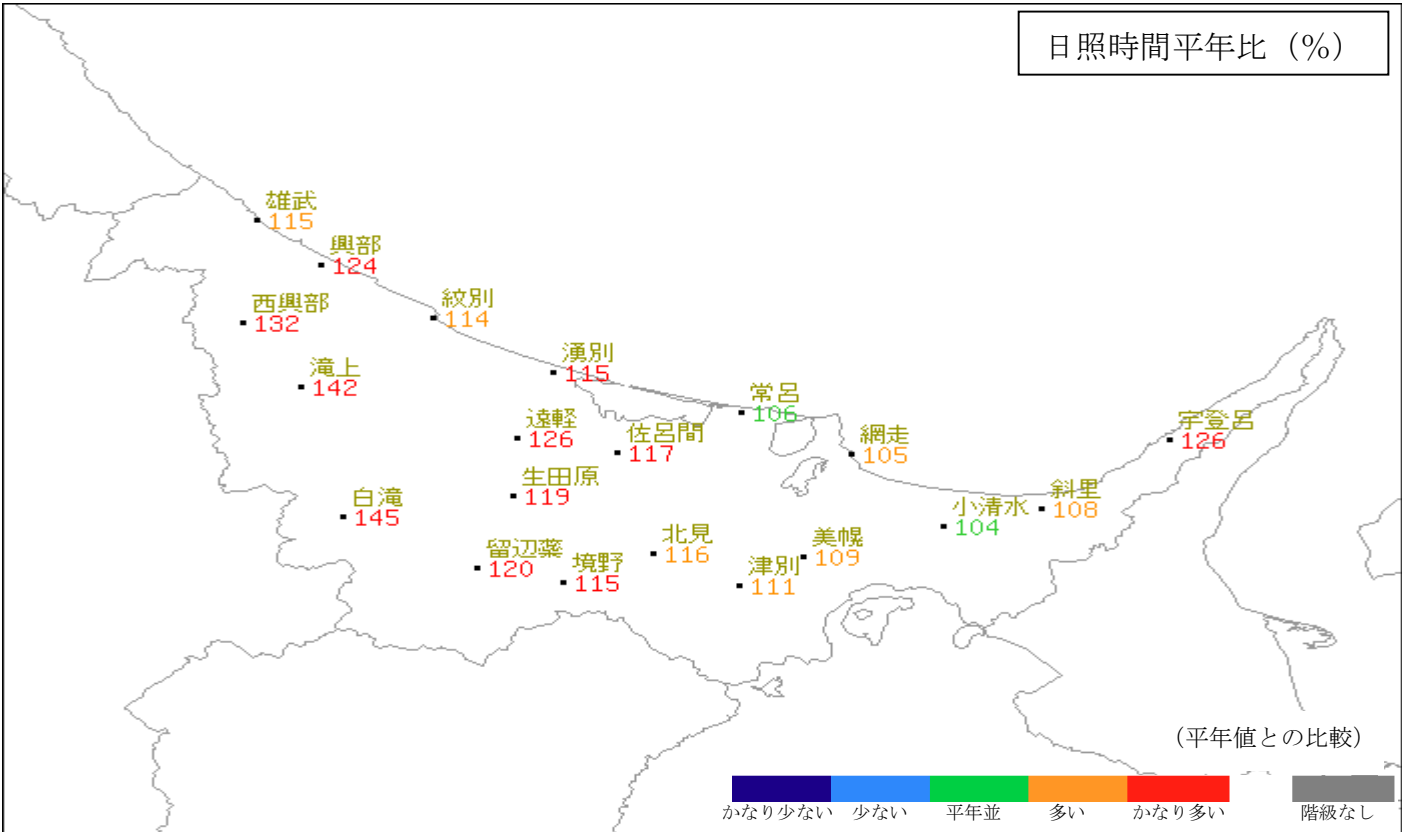 日照時間平年比（%）
雄武
115
興部
124
西興部
132
紋別
114
滝上
142
湧別
115
常呂
106
遠軽
126
佐呂間
117
網走
105
宇登呂
126
生田原
119
白滝
145
斜里
108
小清水
104
北見
116
美幌
109
留辺蘂
120
境野
115
津別
111
（平年値との比較）
かなり少ない 少ない 平年並 多い かなり多い 階級なし